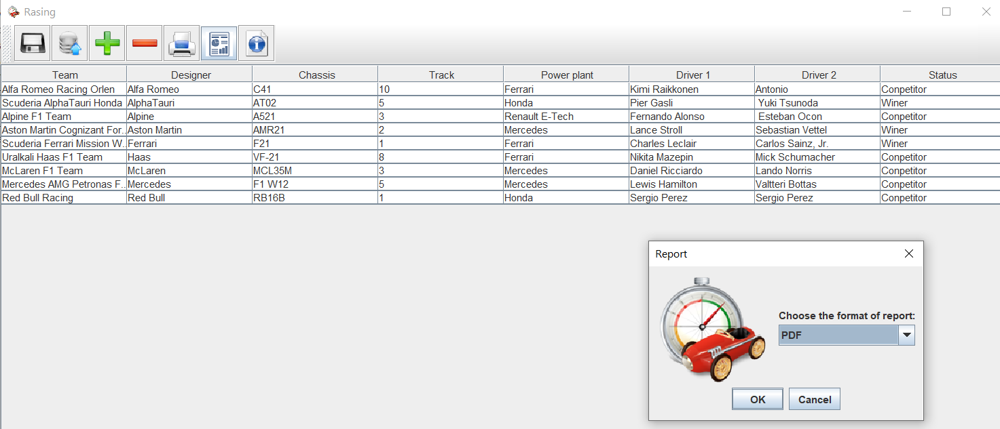 Rasing
Team Designer Chassis Track Power plant Driver 1 Driver 2 Status
Alfa Romeo Racing Orlen Alfa Romeo C41 10 Ferrari Kimi Raikkonen Antonio Conpetitor
Scuderia AlphaTauri Honda AlphaTauri AT02 5 Honda Pier Gasli Yuki Tsunoda Winer
Alpine F1 Team Alpine A521 3 Renault E-Tech Fernando Alonso Esteban Ocon Conpetitor
Aston Martin Cognizant For.. Aston Martin AMR21 2 Mercedes Lance Stroll Sebastian Vettel Winer
Scuderia Ferrari Mission W.. Ferrari F21 1 Ferrari Charles Leclair Carlos Sainz, Jr. Winer
Uralkali Haas F1 Team Haas VF-21 8 Ferrari Nikita Mazepin Mick Schumacher Conpetitor
McLaren F1 Team McLaren MCL35M 3 Mercedes Daniel Ricciardo Lando Norris Conpetitor
Mercedes AMG Petronas F.. Mercedes F1 W12 5 Mercedes Lewis Hamilton Valtteri Bottas Conpetitor
Red Bull Racing Red Bull RB16B 1 Honda Sergio Perez Sergio Perez Conpetitor
Report
Choose the format of report:
PDF
OK Cancel